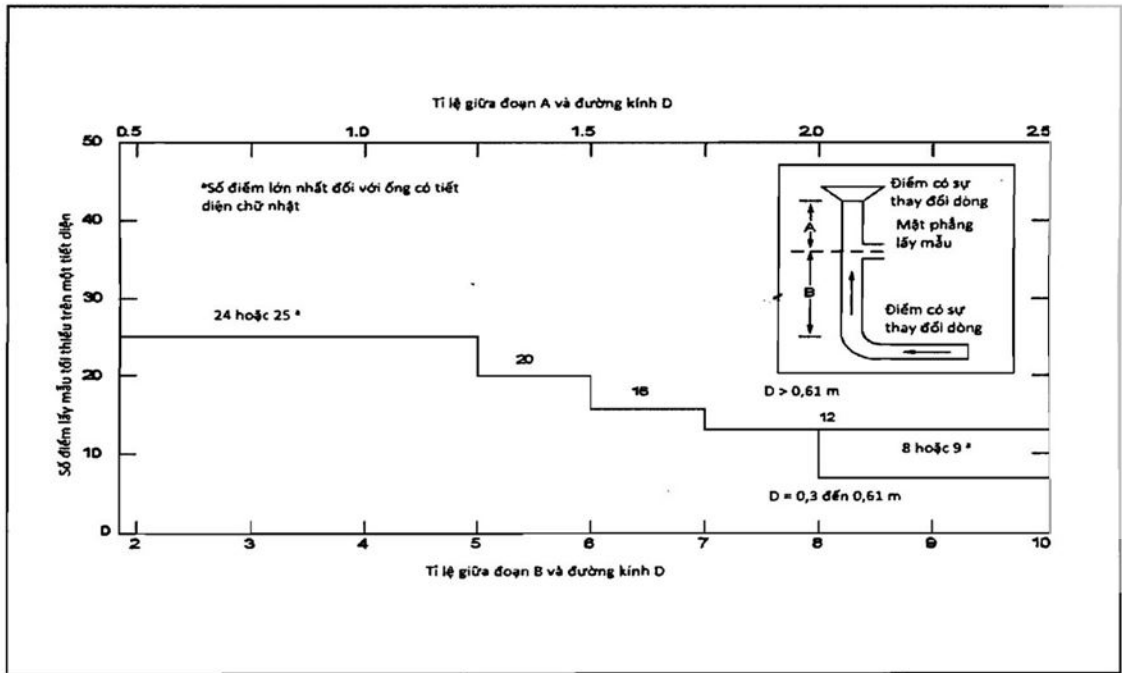 Tỉ lệ giữa đoạn A và đường kính D
0.5 1.0 1.5 2.0 2.5
Số điểm lấy mẫu tối thiểu trên một tiết diện
50
40
30
20
10
D
ᵃSố điểm lớn nhất đối với ống có tiết
diện chữ nhật
Điểm có sự
thay đổi dòng
Mặt phẳng
lấy mẫu
A
B
Điểm có sự
thay đổi dòng
24 hoặc 25 ᵃ
20
16
D > 0,61 m
12
8 hoặc 9 ᵃ
D = 0,3 đến 0,61 m
2 3 4 5 6 7 8 9 10
Tỉ lệ giữa đoạn B và đường kính D